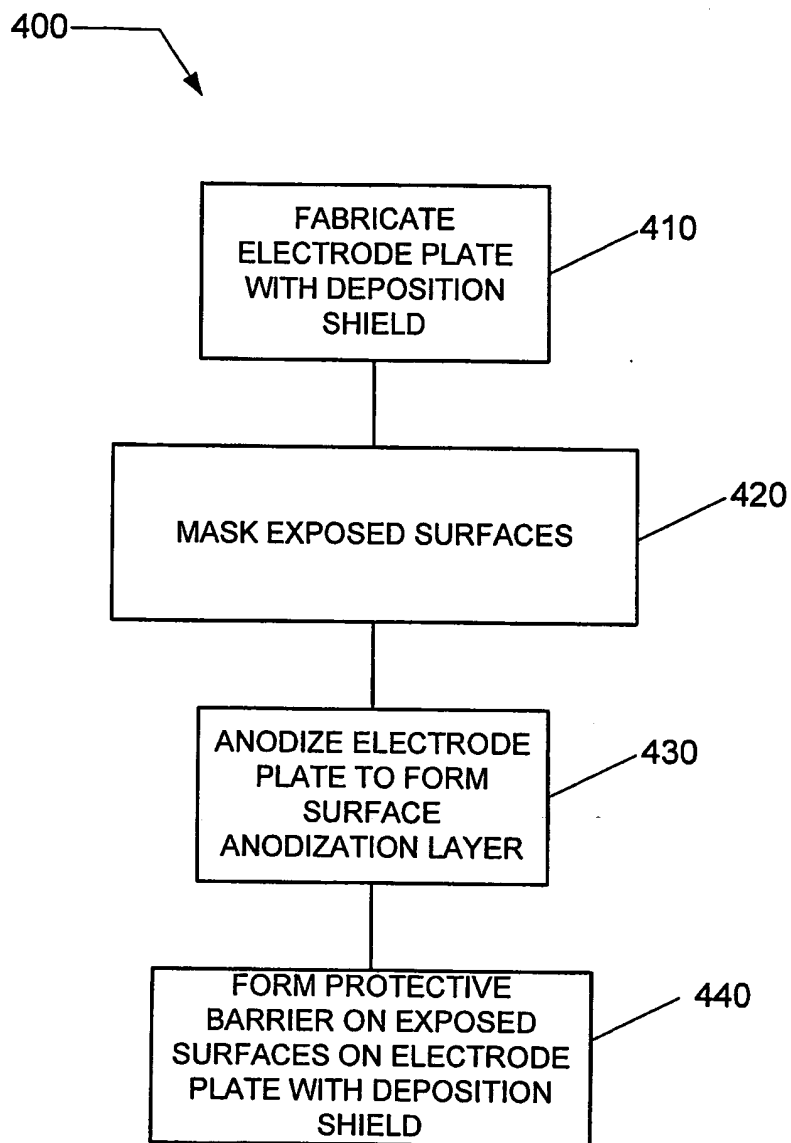 400
FABRICATE
ELECTRODE PLATE
WITH DEPOSITION
SHIELD
410
MASK EXPOSED SURFACES
420
ANODIZE ELECTRODE
PLATE TO FORM
SURFACE
ANODIZATION LAYER
430
FORM PROTECTIVE
BARRIER ON EXPOSED
SURFACES ON ELECTRODE
PLATE WITH DEPOSITION
SHIELD
440